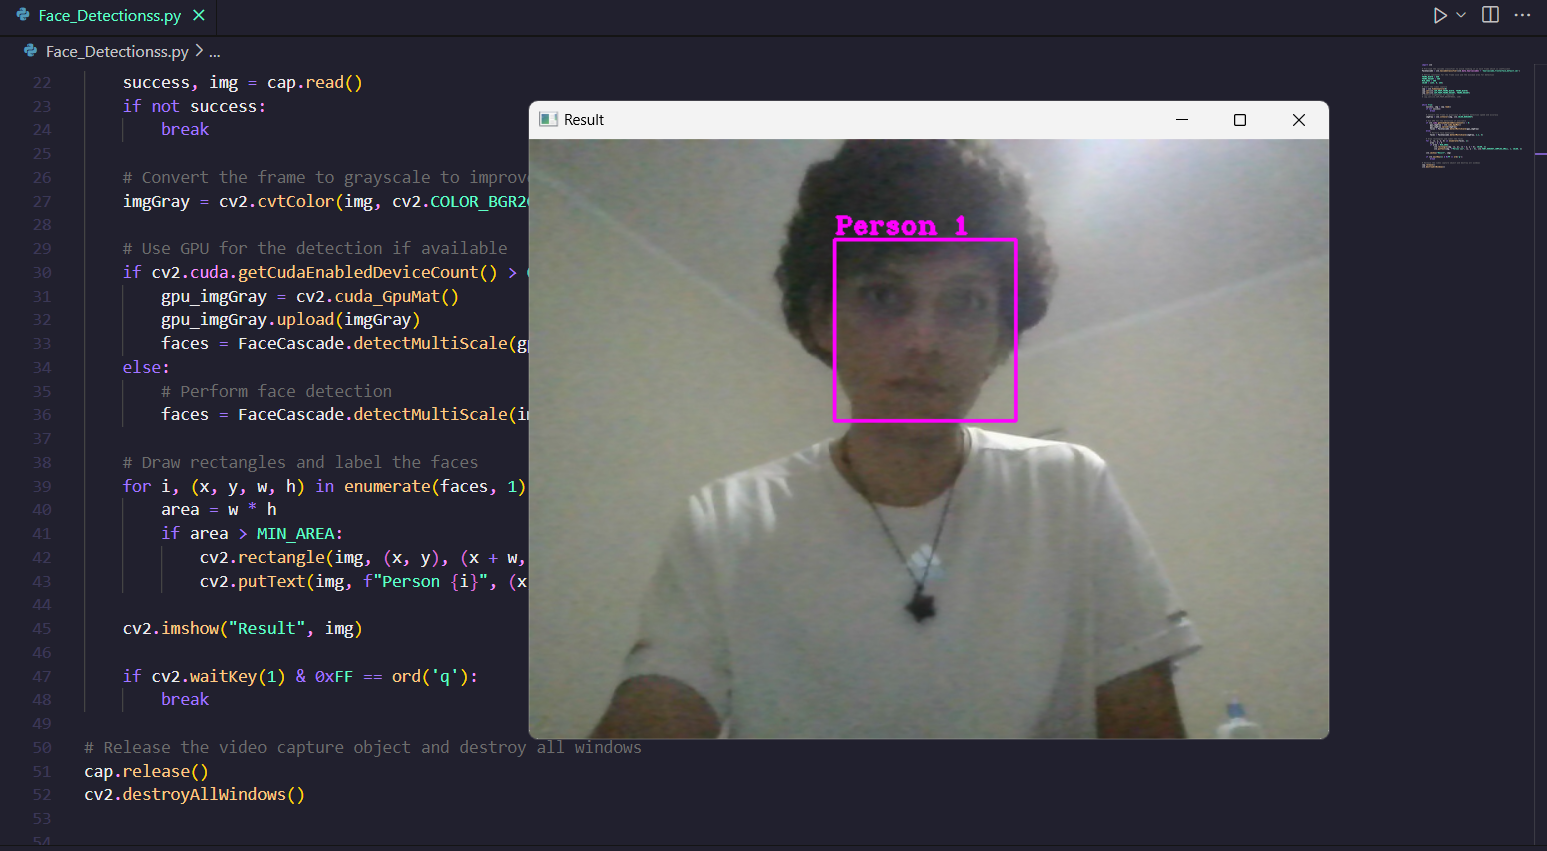 Face_Detectionss.py
Face_Detectionss.py > ...
22 success, img = cap.read()
23 if not success:
24 break
25
26 # Convert the frame to grayscale to improv
27 imgGray = cv2.cvtColor(img, cv2.COLOR_BGR2
28
29 # Use GPU for the detection if available
30 if cv2.cuda.getCudaEnabledDeviceCount() >
31 gpu_imgGray = cv2.cuda_GpuMat()
32 gpu_imgGray.upload(imgGray)
33 faces = FaceCascade.detectMultiScale(g
34 else:
35 # Perform face detection
36 faces = FaceCascade.detectMultiScale(i
37
38 # Draw rectangles and label the faces
39 for i, (x, y, w, h) in enumerate(faces, 1)
40 area = w * h
41 if area > MIN_AREA:
42 cv2.rectangle(img, (x, y), (x + w,
43 cv2.putText(img, f"Person {i}", (x
44
45 cv2.imshow("Result", img)
46
47 if cv2.waitKey(1) & 0xFF == ord('q'):
48 break
49
50 # Release the video capture object and destroy all windows
51 cap.release()
52 cv2.destroyAllWindows()
53
54
Result
Person 1